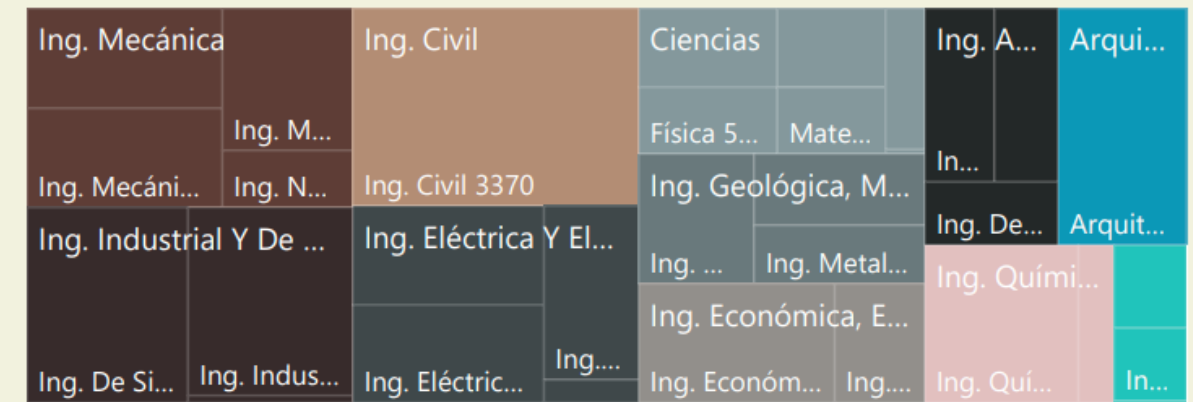 Ing. Mecánica
Ing. M...
Ing. Mecáni...
Ing. N...
Ing. Civil
Ing. Civil 3370
Ciencias
Física 5...
Mate...
Ing. A...
In...
Ing. De...
Arqui...
Arquit...
Ing. Industrial Y De ...
Ing. De Si...
Ing. Indus...
Ing. Eléctrica Y El...
Ing. Eléctric...
Ing....
Ing. Geológica, M...
Ing. ...
Ing. Metal...
Ing. Económica, E...
Ing. Económ...
Ing....
Ing. Quími...
Ing. Quí...
In...